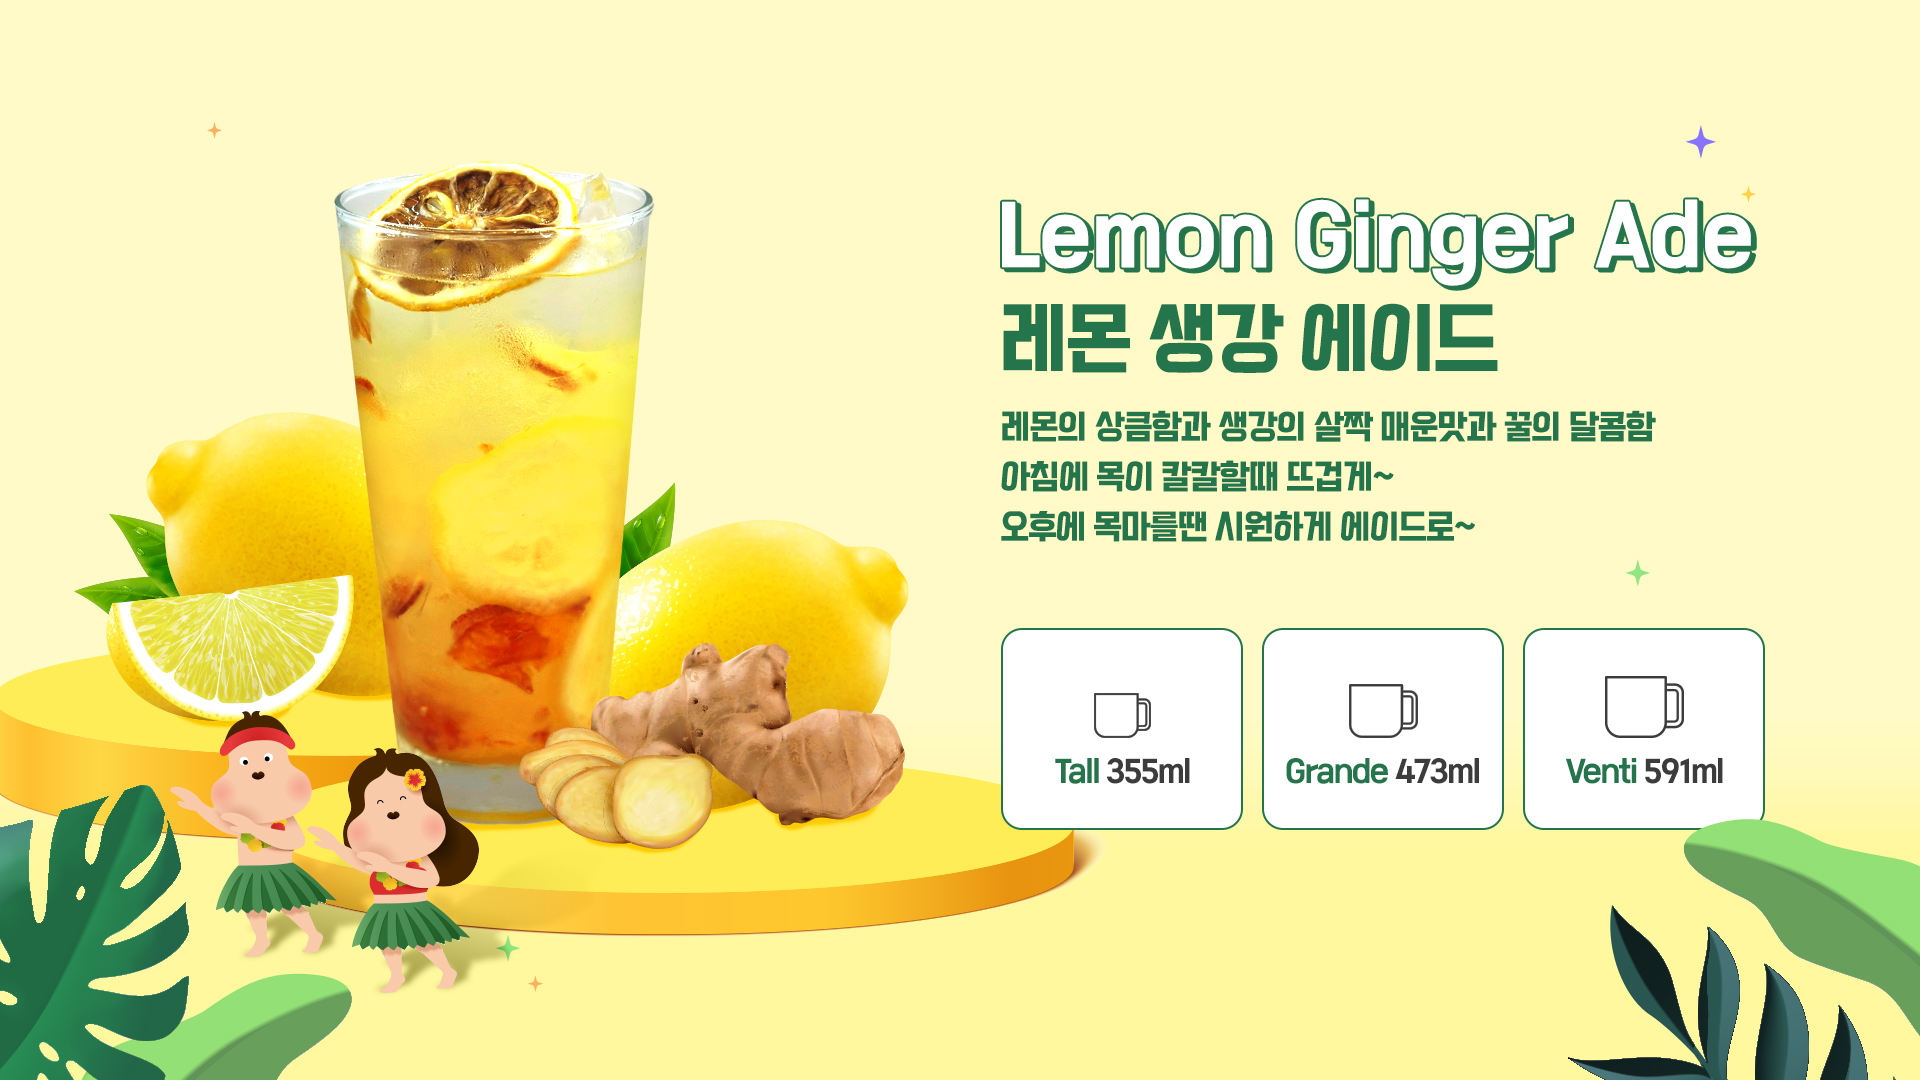 Lemon Ginger Ade
레몬 생강 에이드
레몬의 상큼함과 생강의 살짝 매운맛과 꿀의 달콤함
아침에 목이 칼칼할때 뜨겁게~
오후에 목마를땐 시원하게 에이드로~
Tall 355ml
Grande 473ml
Venti 591ml